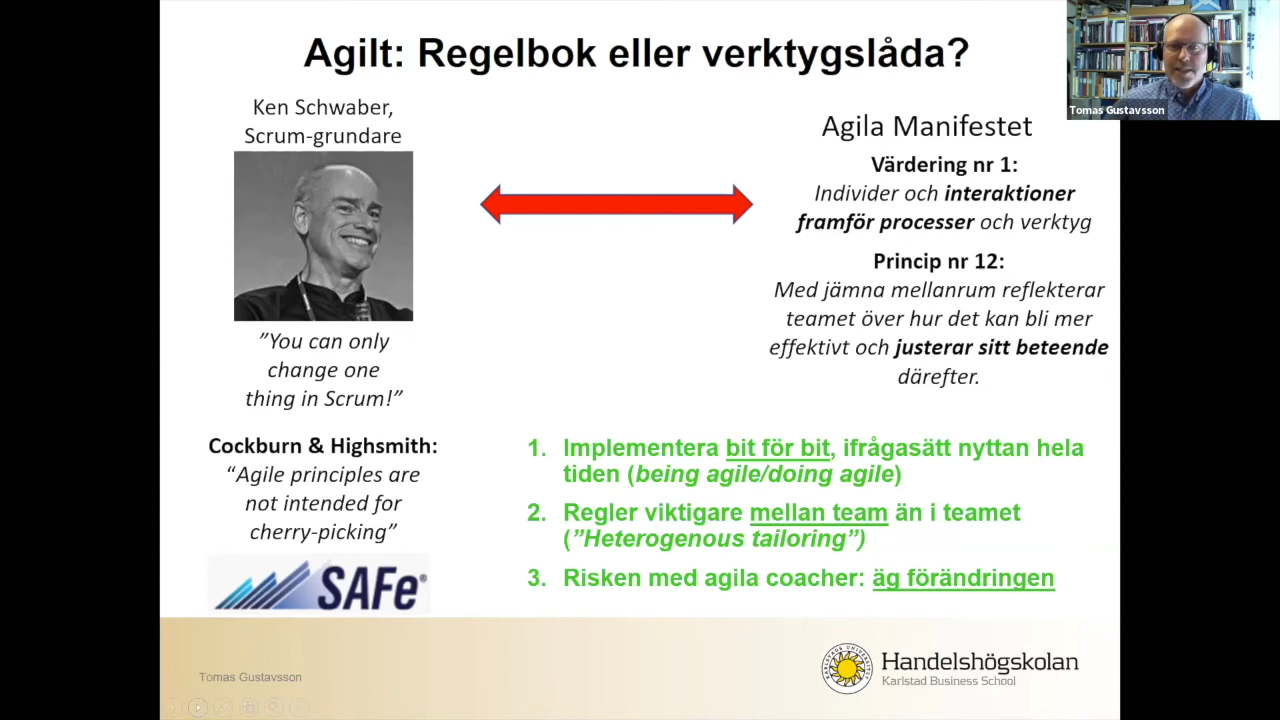 Agilt: Regelbok eller verktygslåda?
Tomas Gustavsson
Ken Schwaber,
Scrum-grundare
”You can only
change one
thing in Scrum!”
Cockburn & Highsmith:
“Agile principles are
not intended for
cherry-picking”
SAFe®
Agila Manifestet
Värdering nr 1:
Individer och interaktioner
framför processer och verktyg
Princip nr 12:
Med jämna mellanrum reflekterar
teamet över hur det kan bli mer
effektivt och justerar sitt beteende
därefter.
1. Implementera bit för bit, ifrågasätt nyttan hela
tiden (being agile/doing agile)
2. Regler viktigare mellan team än i teamet
(”Heterogenous tailoring”)
3. Risken med agila coacher: äg förändringen
Tomas Gustavsson
KARLSTADS UNIVERSITET
Handelshögskolan
Karlstad Business School